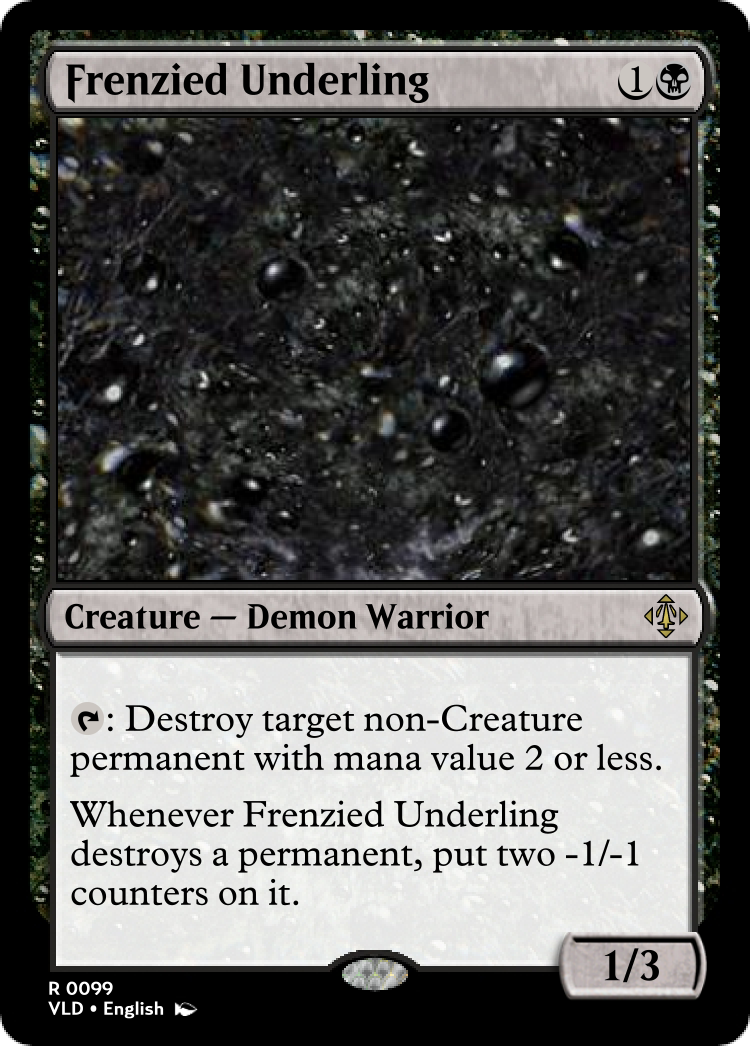 Frenzied Underling 1
Creature — Demon Warrior
: Destroy target non-Creature
permanent with mana value 2 or less.
Whenever Frenzied Underling
destroys a permanent, put two -1/-1
counters on it.
1/3
R 0099
VLD • English